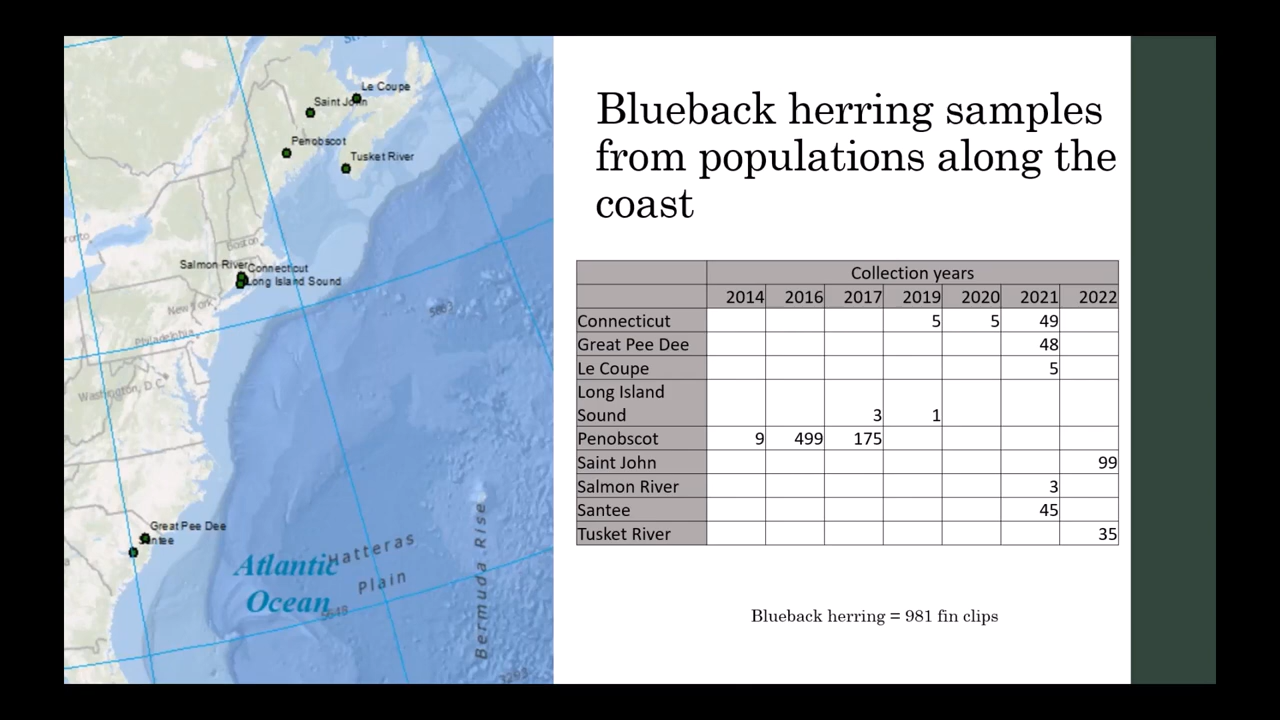 Le Coupe
Saint John
Penobscot
Tusket River
Boston
Salmon River
Connecticut
Long Island Sound
New York
Philadelphia
Washington, D.C.
Great Pee Dee
Santee
Atlantic
Ocean
Hatteras
Plain
5648
Bermuda Rise
3293
Blueback herring samples
from populations along the
coast
Collection years
2014 2016 2017 2019 2020 2021 2022
Connecticut 5 5 49
Great Pee Dee 48
Le Coupe 5
Long Island
Sound 3 1
Penobscot 9 499 175
Saint John 99
Salmon River 3
Santee 45
Tusket River 35
Blueback herring = 981 fin clips